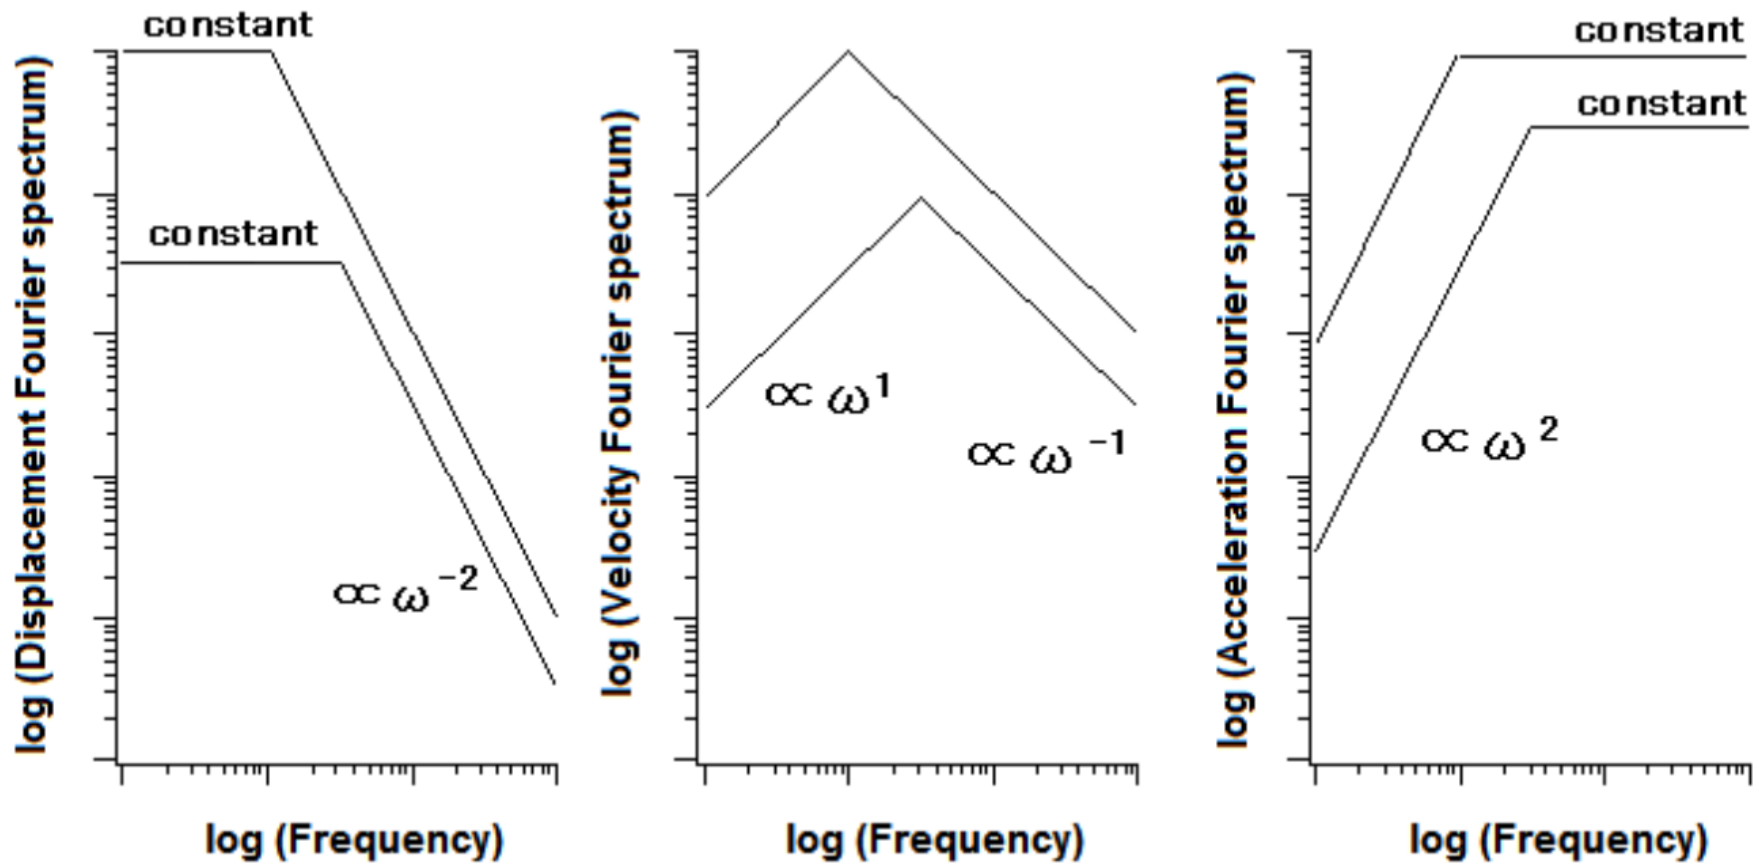 log (Displacement Fourier spectrum)
constant
constant
∝ ω⁻²
log (Frequency)
log (Velocity Fourier spectrum)
∝ ω¹
∝ ω⁻¹
log (Frequency)
log (Acceleration Fourier spectrum)
constant
constant
∝ ω²
log (Frequency)